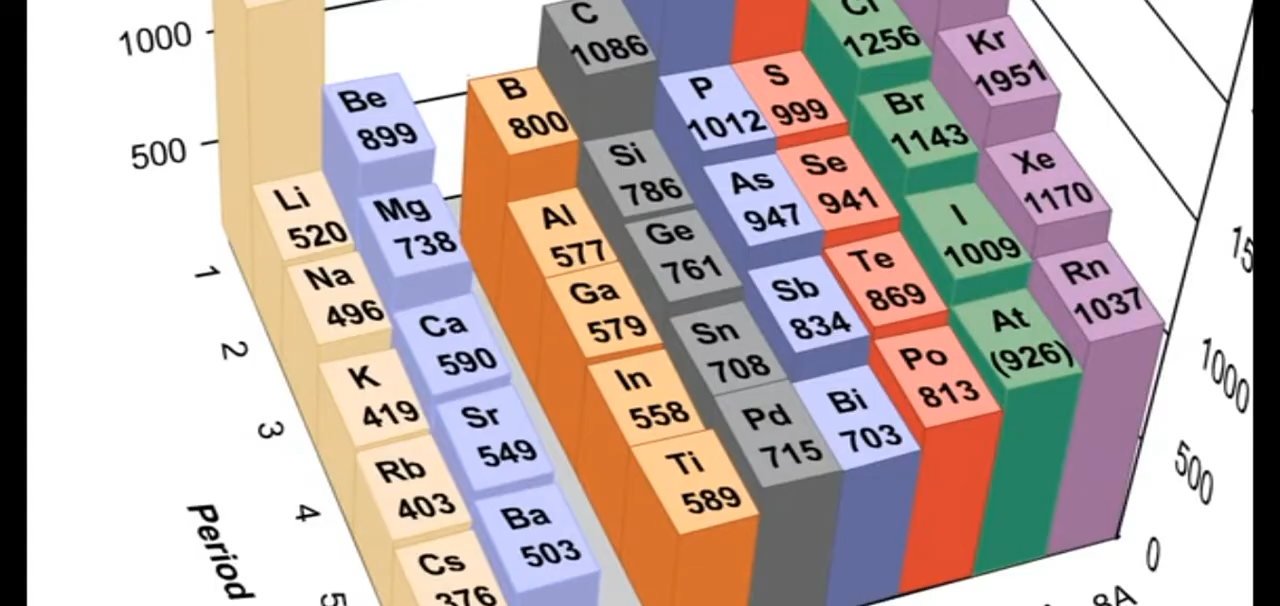 1000
500
C
1086
Cl
1256
Kr
1951
Be
899
B
800
P
1012
S
999
Br
1143
Xe
1170
Li
520
Mg
738
Al
577
Si
786
As
947
Se
941
I
1009
Rn
1037
Na
496
Ca
590
Ga
579
Ge
761
Sb
834
Te
869
At
(926)
K
419
Sr
549
In
558
Sn
708
Bi
703
Po
813
Rb
403
Ba
503
Ti
589
Pd
715
Cs
376
1
2
3
4
5
Period
15
1000
500
0
8A